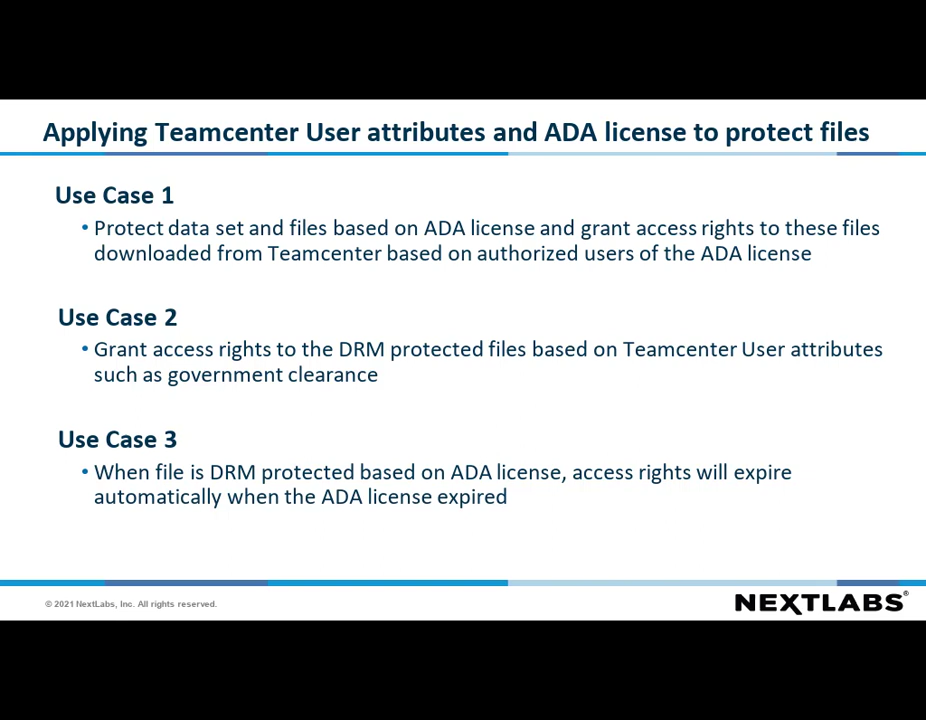 Applying Teamcenter User attributes and ADA license to protect files
Use Case 1
• Protect data set and files based on ADA license and grant access rights to these files
downloaded from Teamcenter based on authorized users of the ADA license
Use Case 2
• Grant access rights to the DRM protected files based on Teamcenter User attributes
such as government clearance
Use Case 3
• When file is DRM protected based on ADA license, access rights will expire
automatically when the ADA license expired
© 2021 NextLabs, Inc. All rights reserved.
NEXTLABS®